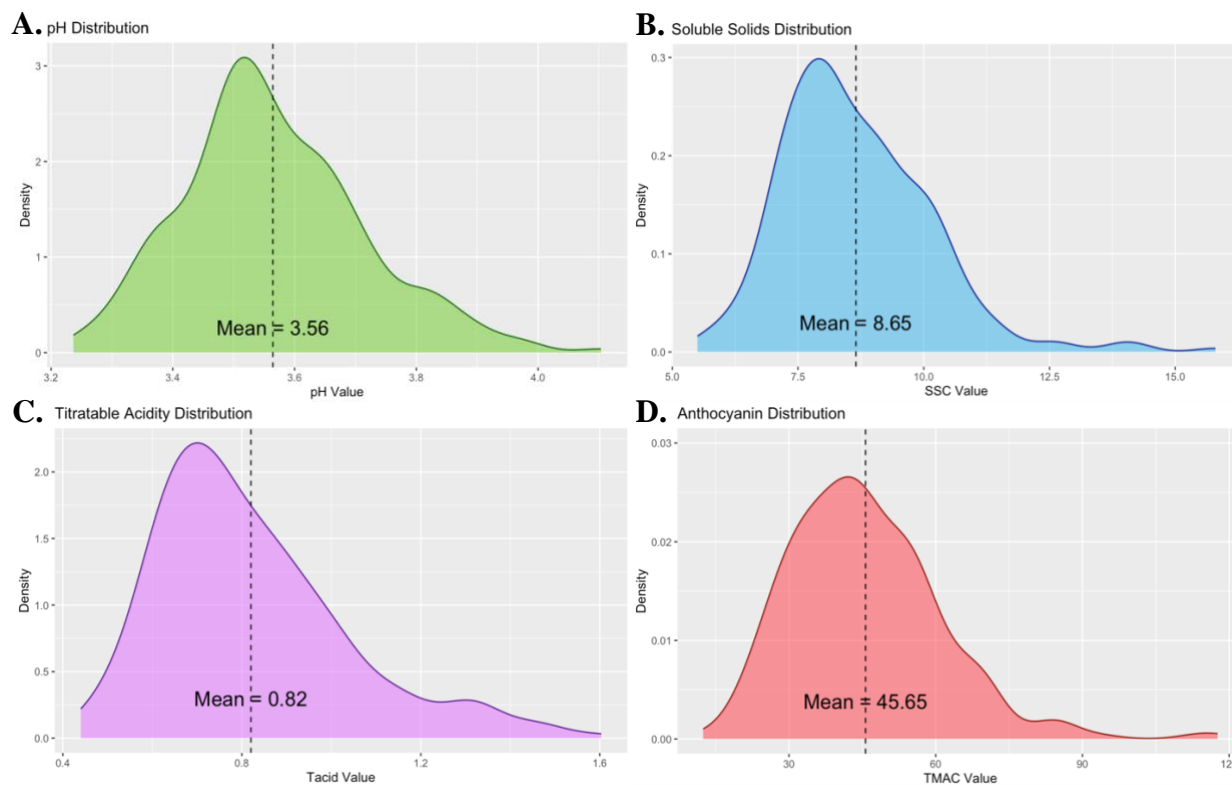 A. pH Distribution
3
2
1
0
Density
Mean = 3.56
3.2 3.4 3.6 3.8 4.0
pH Value
B. Soluble Solids Distribution
0.3
0.2
0.1
0.0
Density
Mean = 8.65
5.0 7.5 10.0 12.5 15.0
SSC Value
C. Titratable Acidity Distribution
2.0
1.5
1.0
0.5
0.0
Density
Mean = 0.82
0.4 0.8 1.2 1.6
Tacid Value
D. Anthocyanin Distribution
0.03
0.02
0.01
0.00
Density
Mean = 45.65
30 60 90
TMAC Value